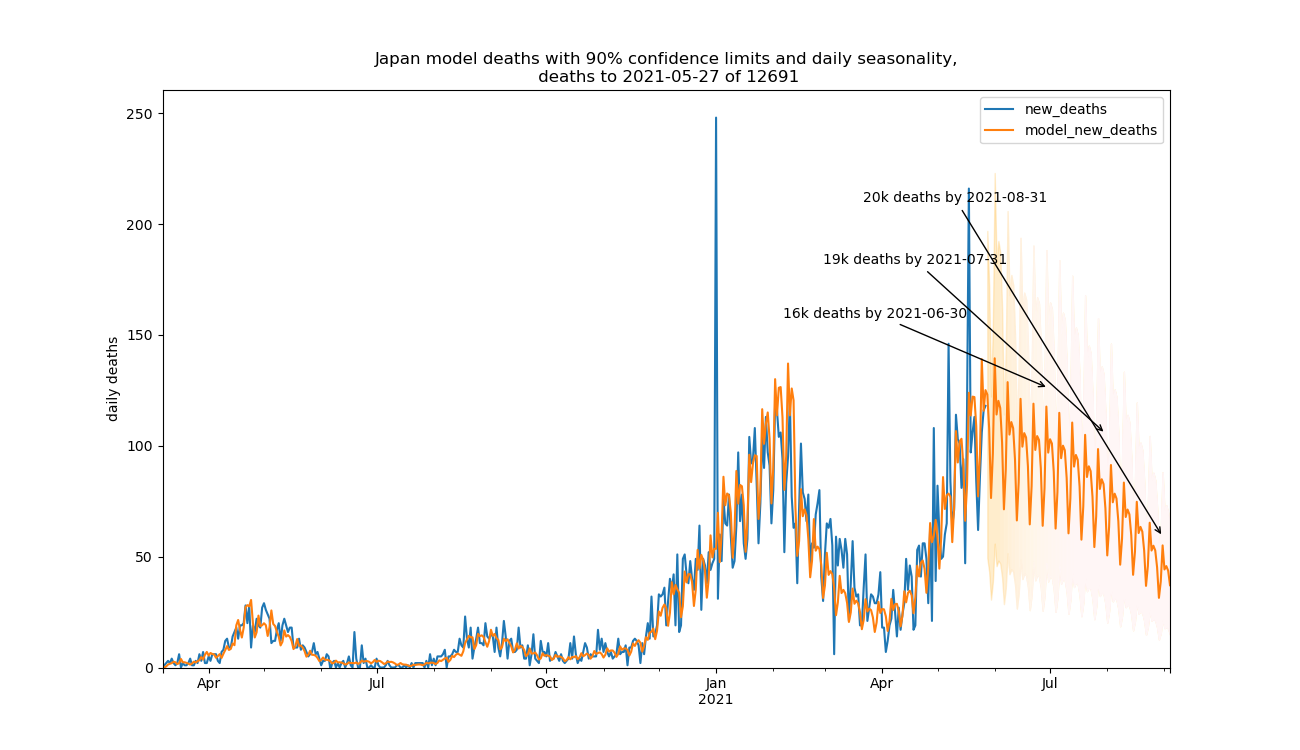 Japan model deaths with 90% confidence limits and daily seasonality,
deaths to 2021-05-27 of 12691
new_deaths
model_new_deaths
20k deaths by 2021-08-31
19k deaths by 2021-07-31
16k deaths by 2021-06-30
daily deaths
250
200
150
100
50
0
Apr
Jul
Oct
Jan
2021
Apr
Jul